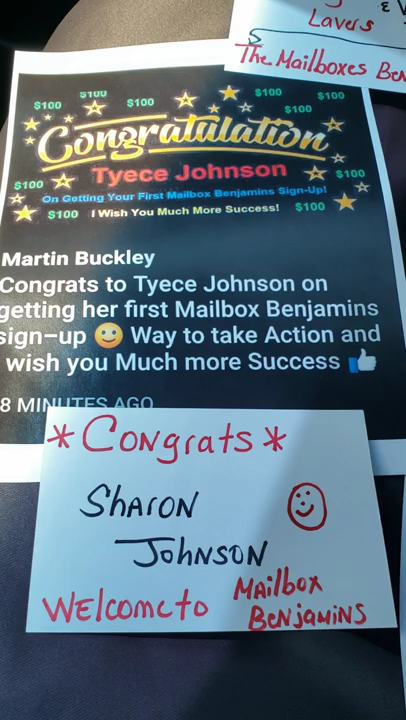 & V
Lavers
The Mailboxes Ben
$100 $100 $100 $100 $100
$100 $100
Congratulation
Tyece Johnson
$100 $100
On Getting Your First Mailbox Benjamins Sign-Up!
$100 I Wish You Much More Success! $100
Martin Buckley
Congrats to Tyece Johnson on
getting her first Mailbox Benjamins
sign-up 🙂 Way to take Action and
wish you Much more Success 👍
8 MINUTES AGO
*Congrats*
Sharon
Johnson
Welcome to Mailbox
Benjamins